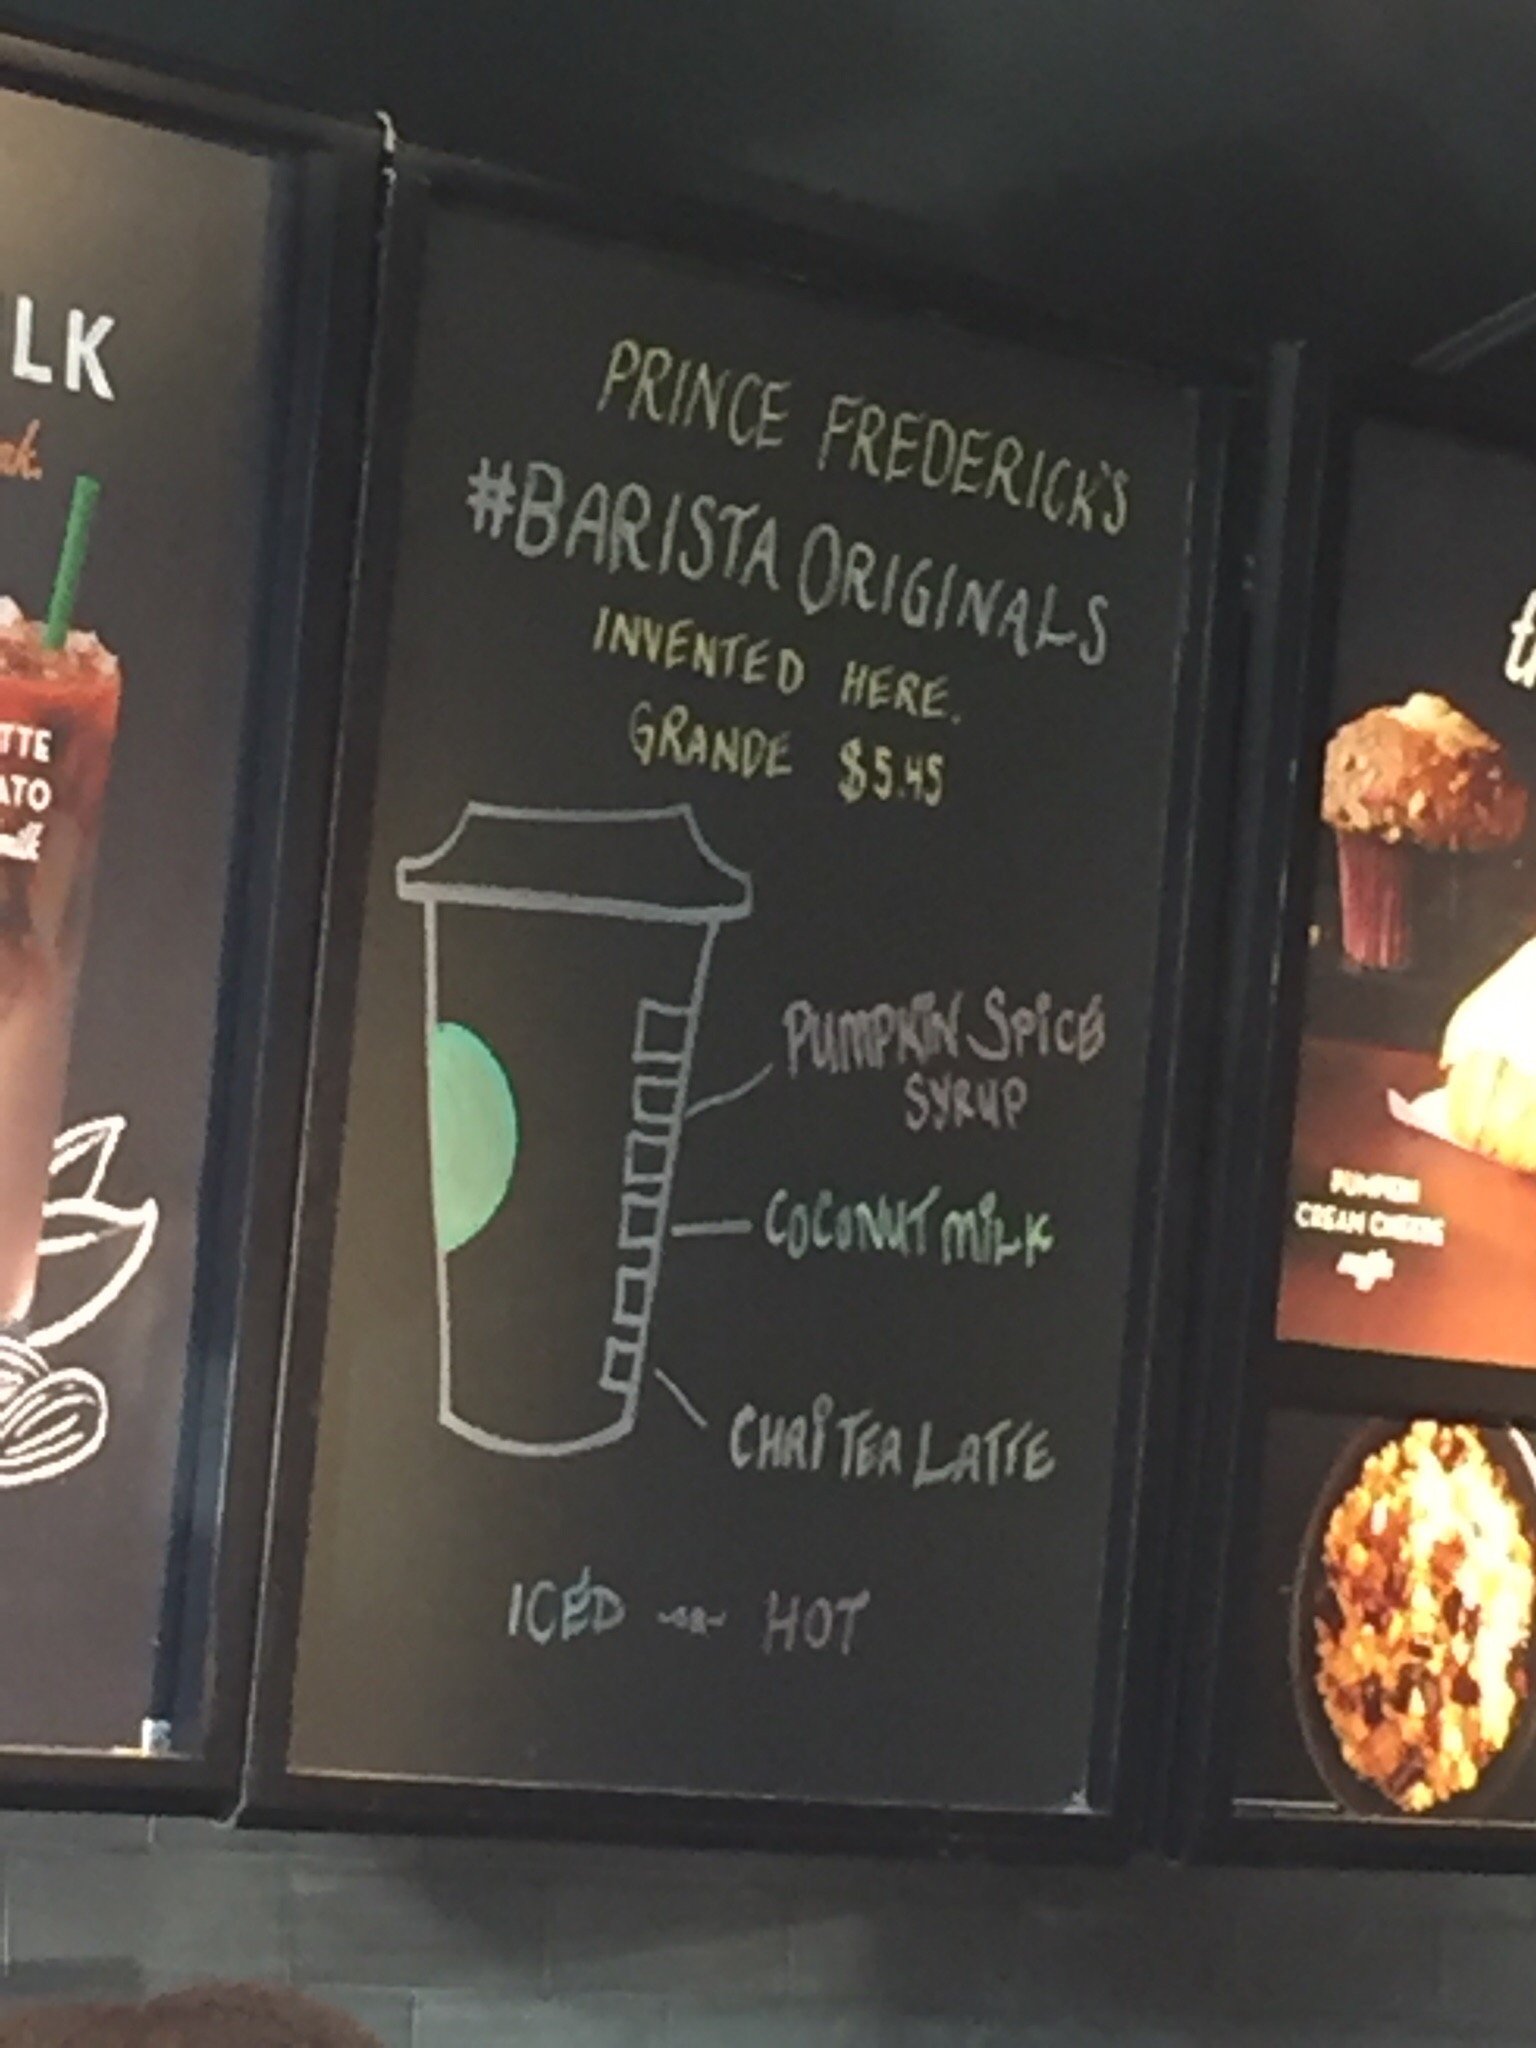 LK
TTE
ATO
PRINCE FREDERICK'S
#BARISTA ORIGINALS
INVENTED HERE.
GRANDE $5.45
PUMPKIN SPICE
SYRUP
COCONUT MILK
CHAI TEA LATTE
ICED -OR- HOT
PUMPKIN
CREAM CHEESE